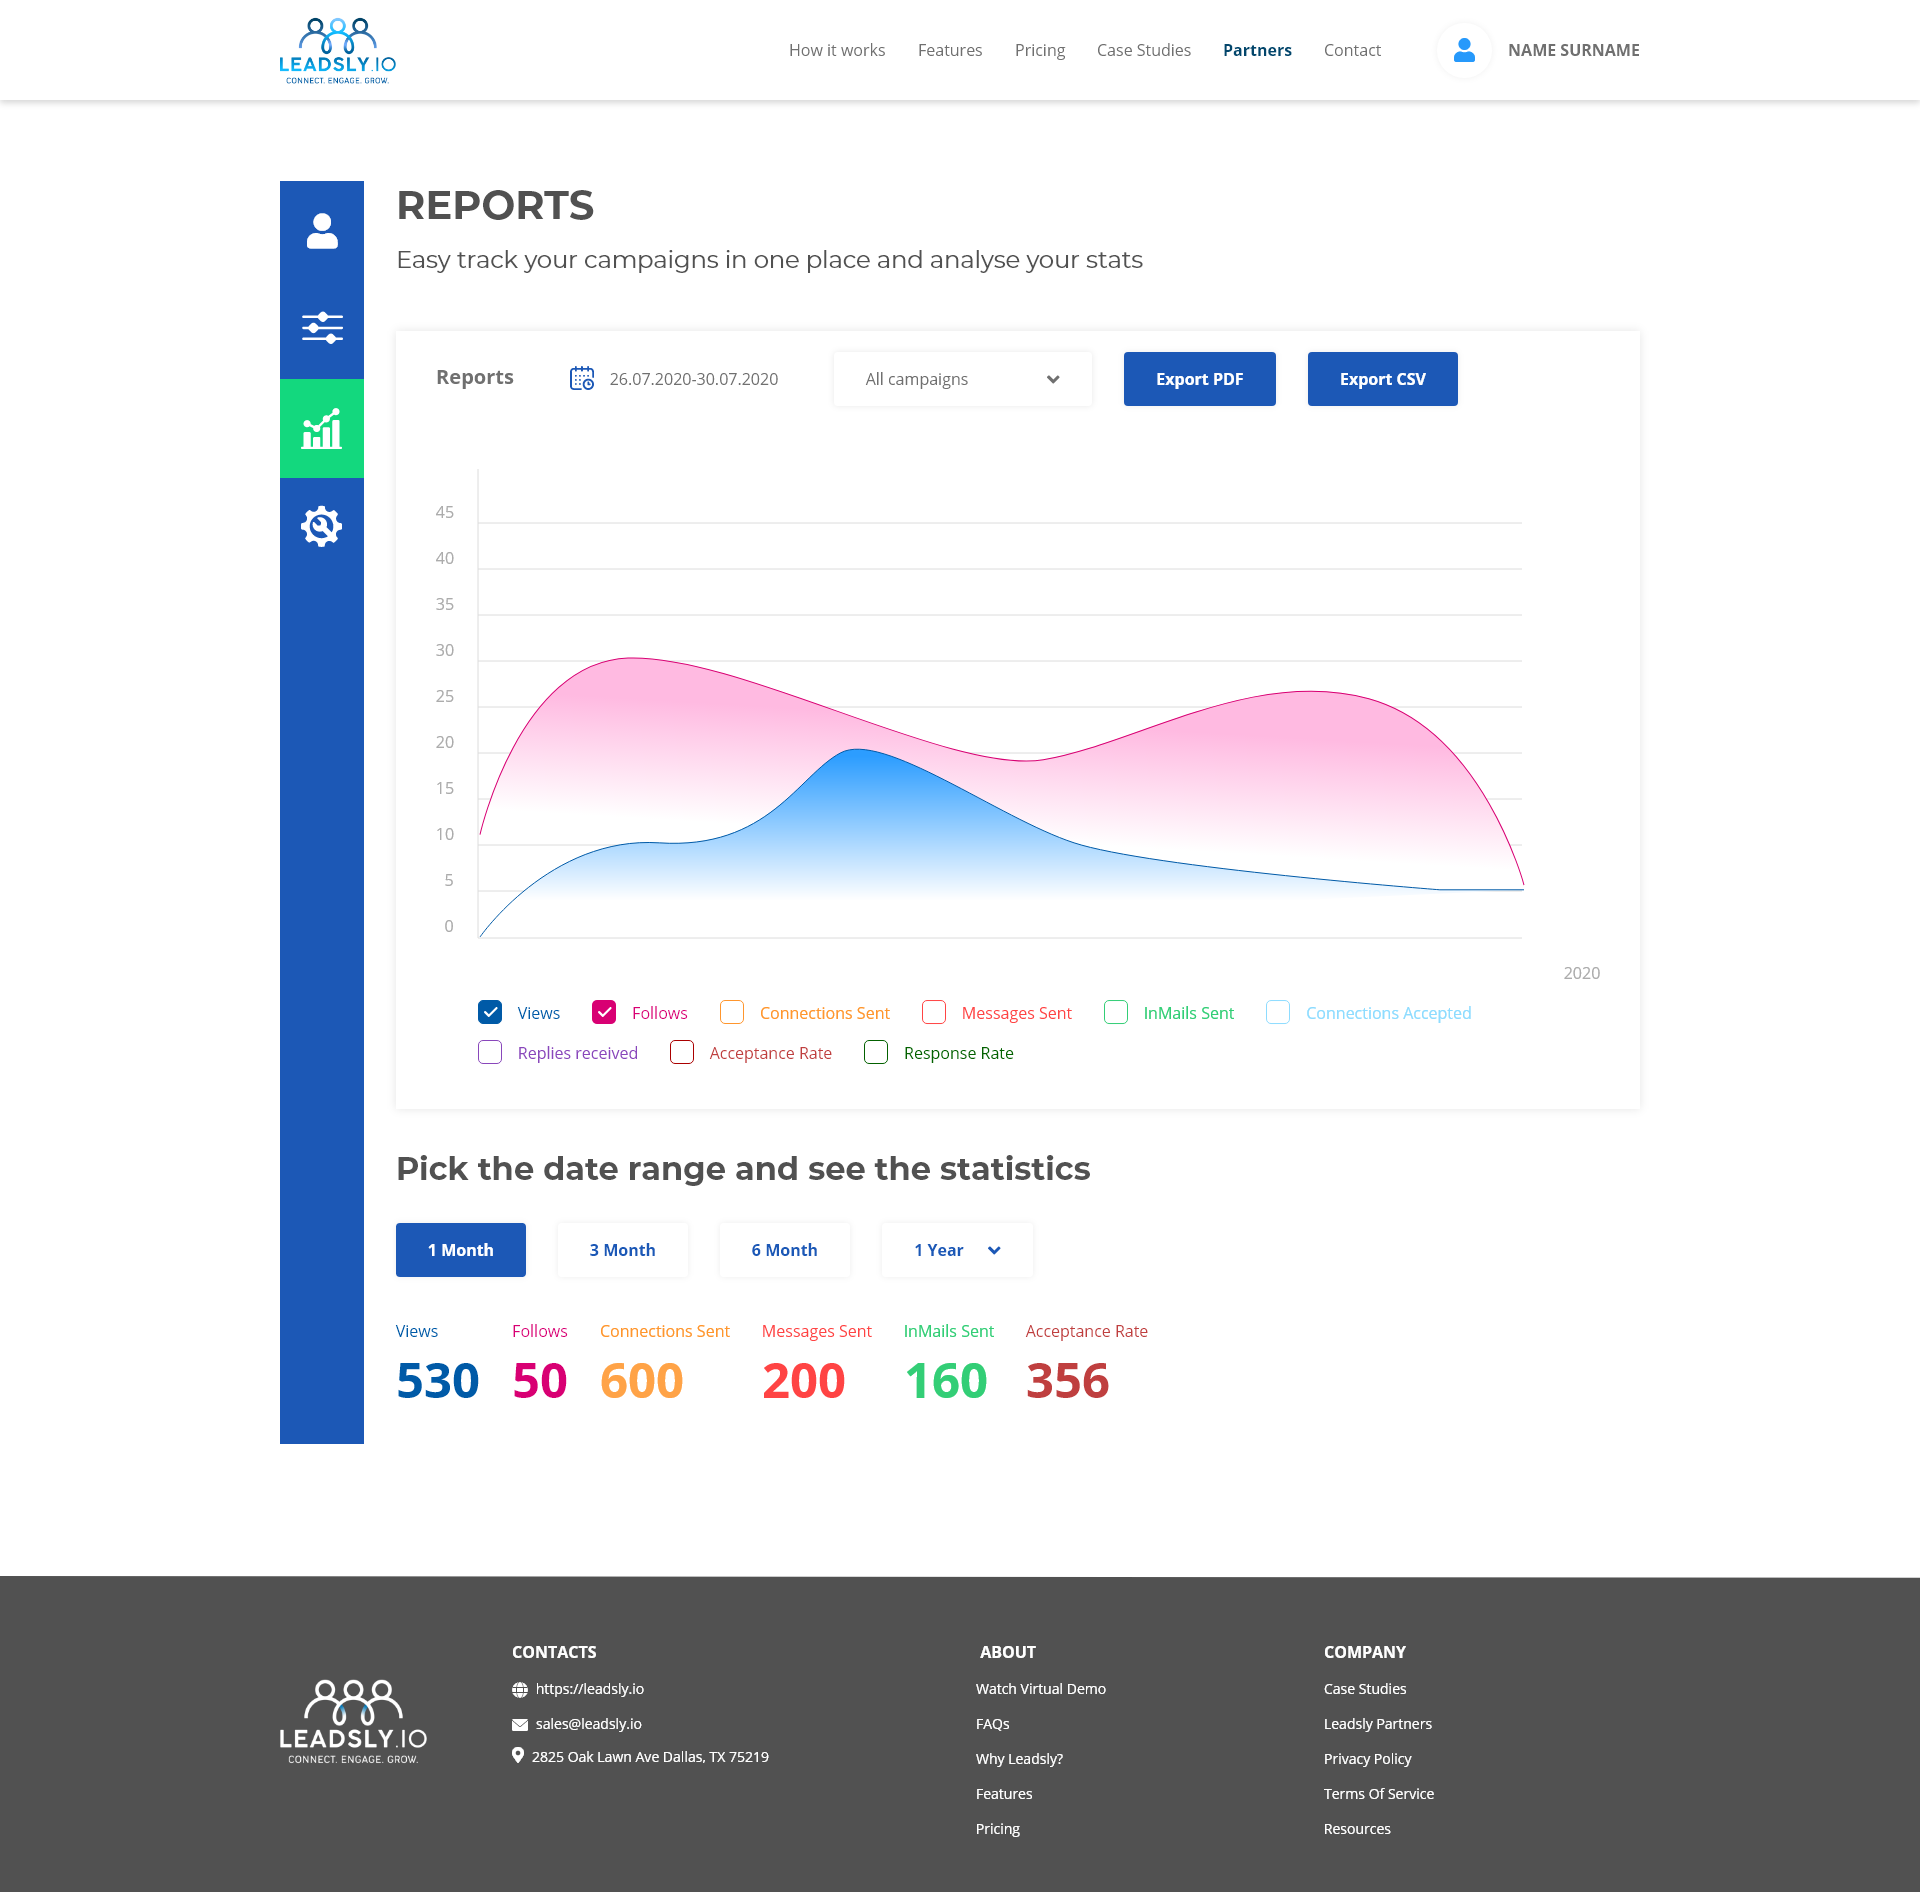 LEADSLY.IO
CONNECT. ENGAGE. GROW.
How it works Features Pricing Case Studies Partners Contact NAME SURNAME
REPORTS
Easy track your campaigns in one place and analyse your stats
Reports 26.07.2020-30.07.2020 All campaigns Export PDF Export CSV
45
40
35
30
25
20
15
10
5
0
2020
Views Follows Connections Sent Messages Sent InMails Sent Connections Accepted
Replies received Acceptance Rate Response Rate
Pick the date range and see the statistics
1 Month 3 Month 6 Month 1 Year
Views Follows Connections Sent Messages Sent InMails Sent Acceptance Rate
530 50 600 200 160 356
LEADSLY.IO
CONNECT. ENGAGE. GROW.
CONTACTS
https://leadsly.io
sales@leadsly.io
2825 Oak Lawn Ave Dallas, TX 75219
ABOUT
Watch Virtual Demo
FAQs
Why Leadsly?
Features
Pricing
COMPANY
Case Studies
Leadsly Partners
Privacy Policy
Terms Of Service
Resources